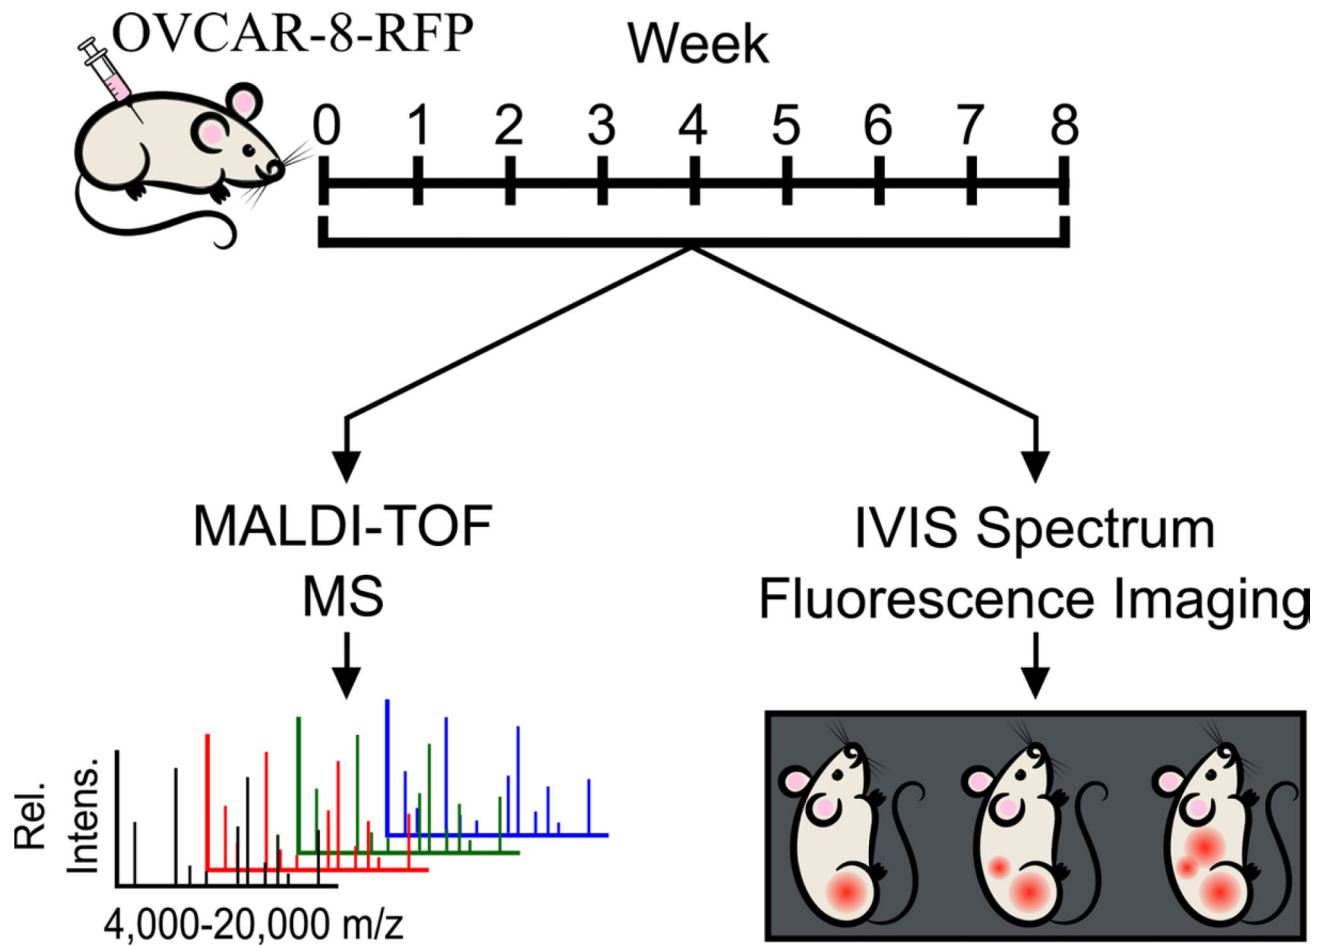 OVCAR-8-RFP
Week
0 1 2 3 4 5 6 7 8
MALDI-TOF
MS
IVIS Spectrum
Fluorescence Imaging
Rel.
Intens.
4,000-20,000 m/z